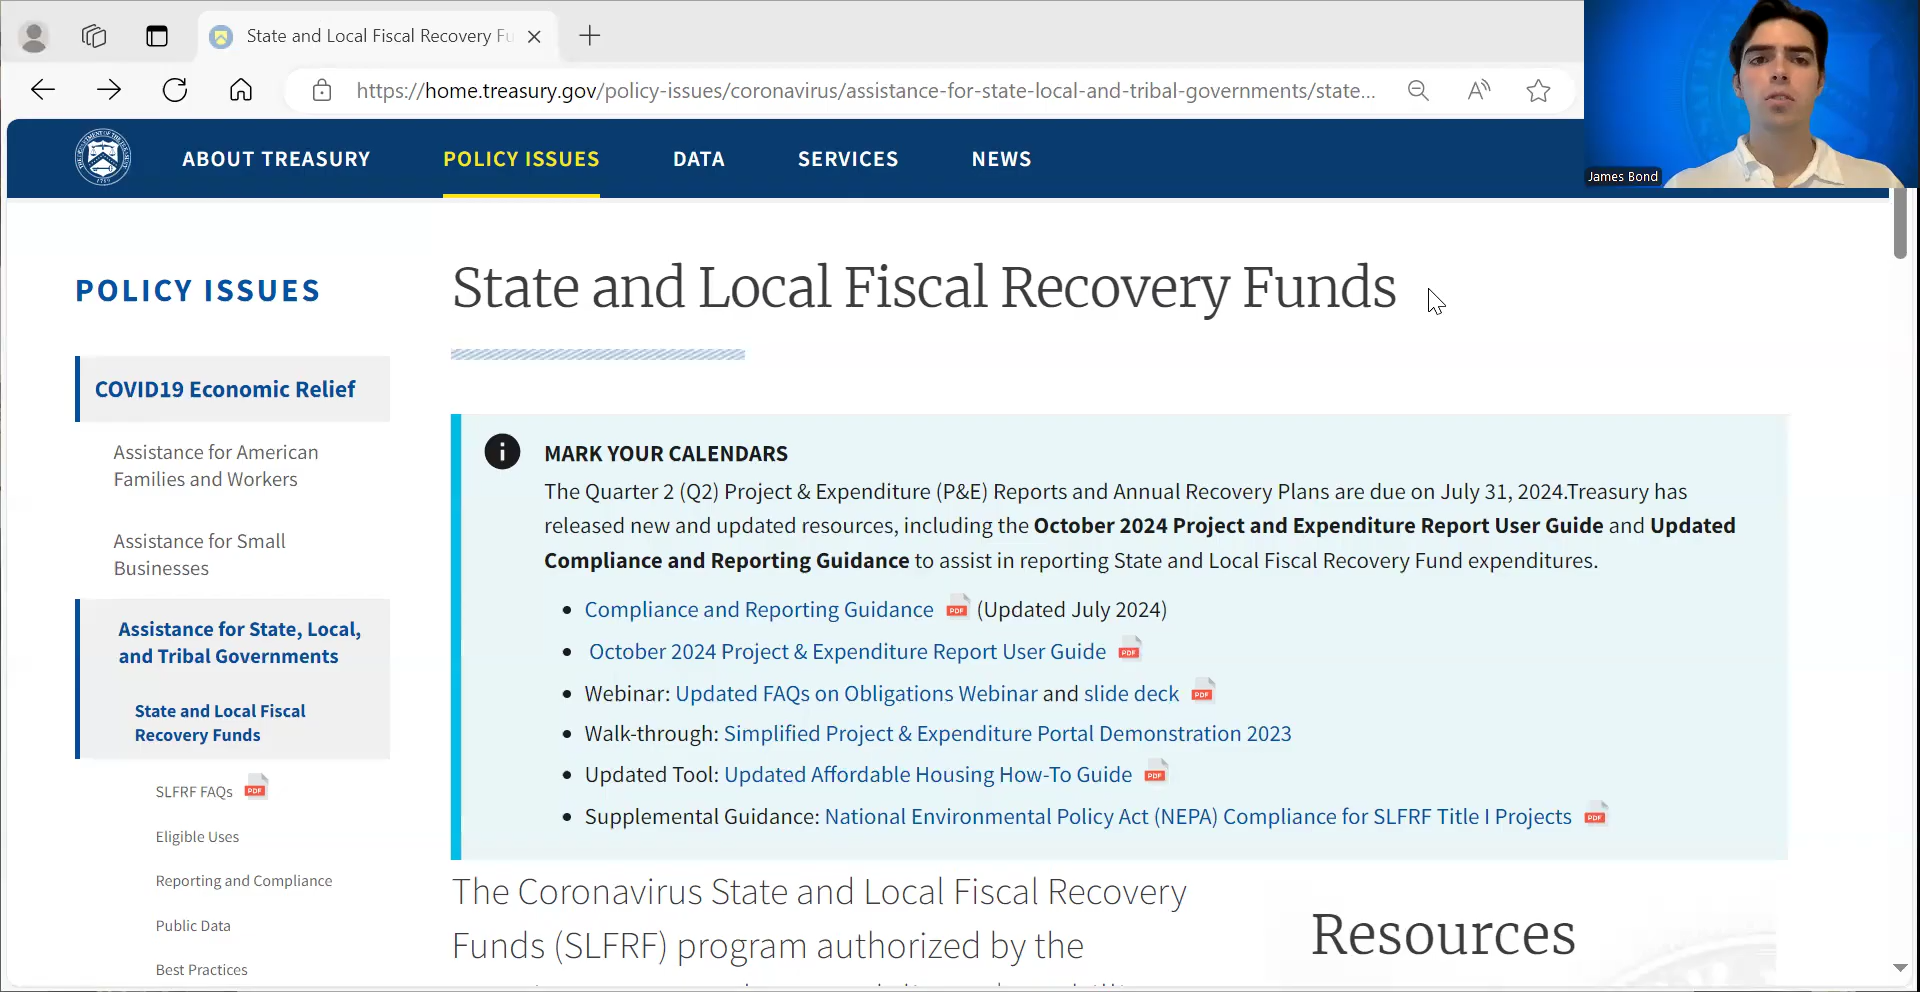 State and Local Fiscal Recovery Fu
https://home.treasury.gov/policy-issues/coronavirus/assistance-for-state-local-and-tribal-governments/state...
James Bond
ABOUT TREASURY
POLICY ISSUES
DATA
SERVICES
NEWS
POLICY ISSUES
COVID19 Economic Relief
Assistance for American
Families and Workers
Assistance for Small
Businesses
Assistance for State, Local,
and Tribal Governments
State and Local Fiscal
Recovery Funds
SLFRF FAQs PDF
Eligible Uses
Reporting and Compliance
Public Data
Best Practices
State and Local Fiscal Recovery Funds
MARK YOUR CALENDARS
The Quarter 2 (Q2) Project & Expenditure (P&E) Reports and Annual Recovery Plans are due on July 31, 2024.Treasury has
released new and updated resources, including the October 2024 Project and Expenditure Report User Guide and Updated
Compliance and Reporting Guidance to assist in reporting State and Local Fiscal Recovery Fund expenditures.
• Compliance and Reporting Guidance PDF (Updated July 2024)
• October 2024 Project & Expenditure Report User Guide PDF
• Webinar: Updated FAQs on Obligations Webinar and slide deck PDF
• Walk-through: Simplified Project & Expenditure Portal Demonstration 2023
• Updated Tool: Updated Affordable Housing How-To Guide PDF
• Supplemental Guidance: National Environmental Policy Act (NEPA) Compliance for SLFRF Title I Projects PDF
The Coronavirus State and Local Fiscal Recovery
Funds (SLFRF) program authorized by the
Resources